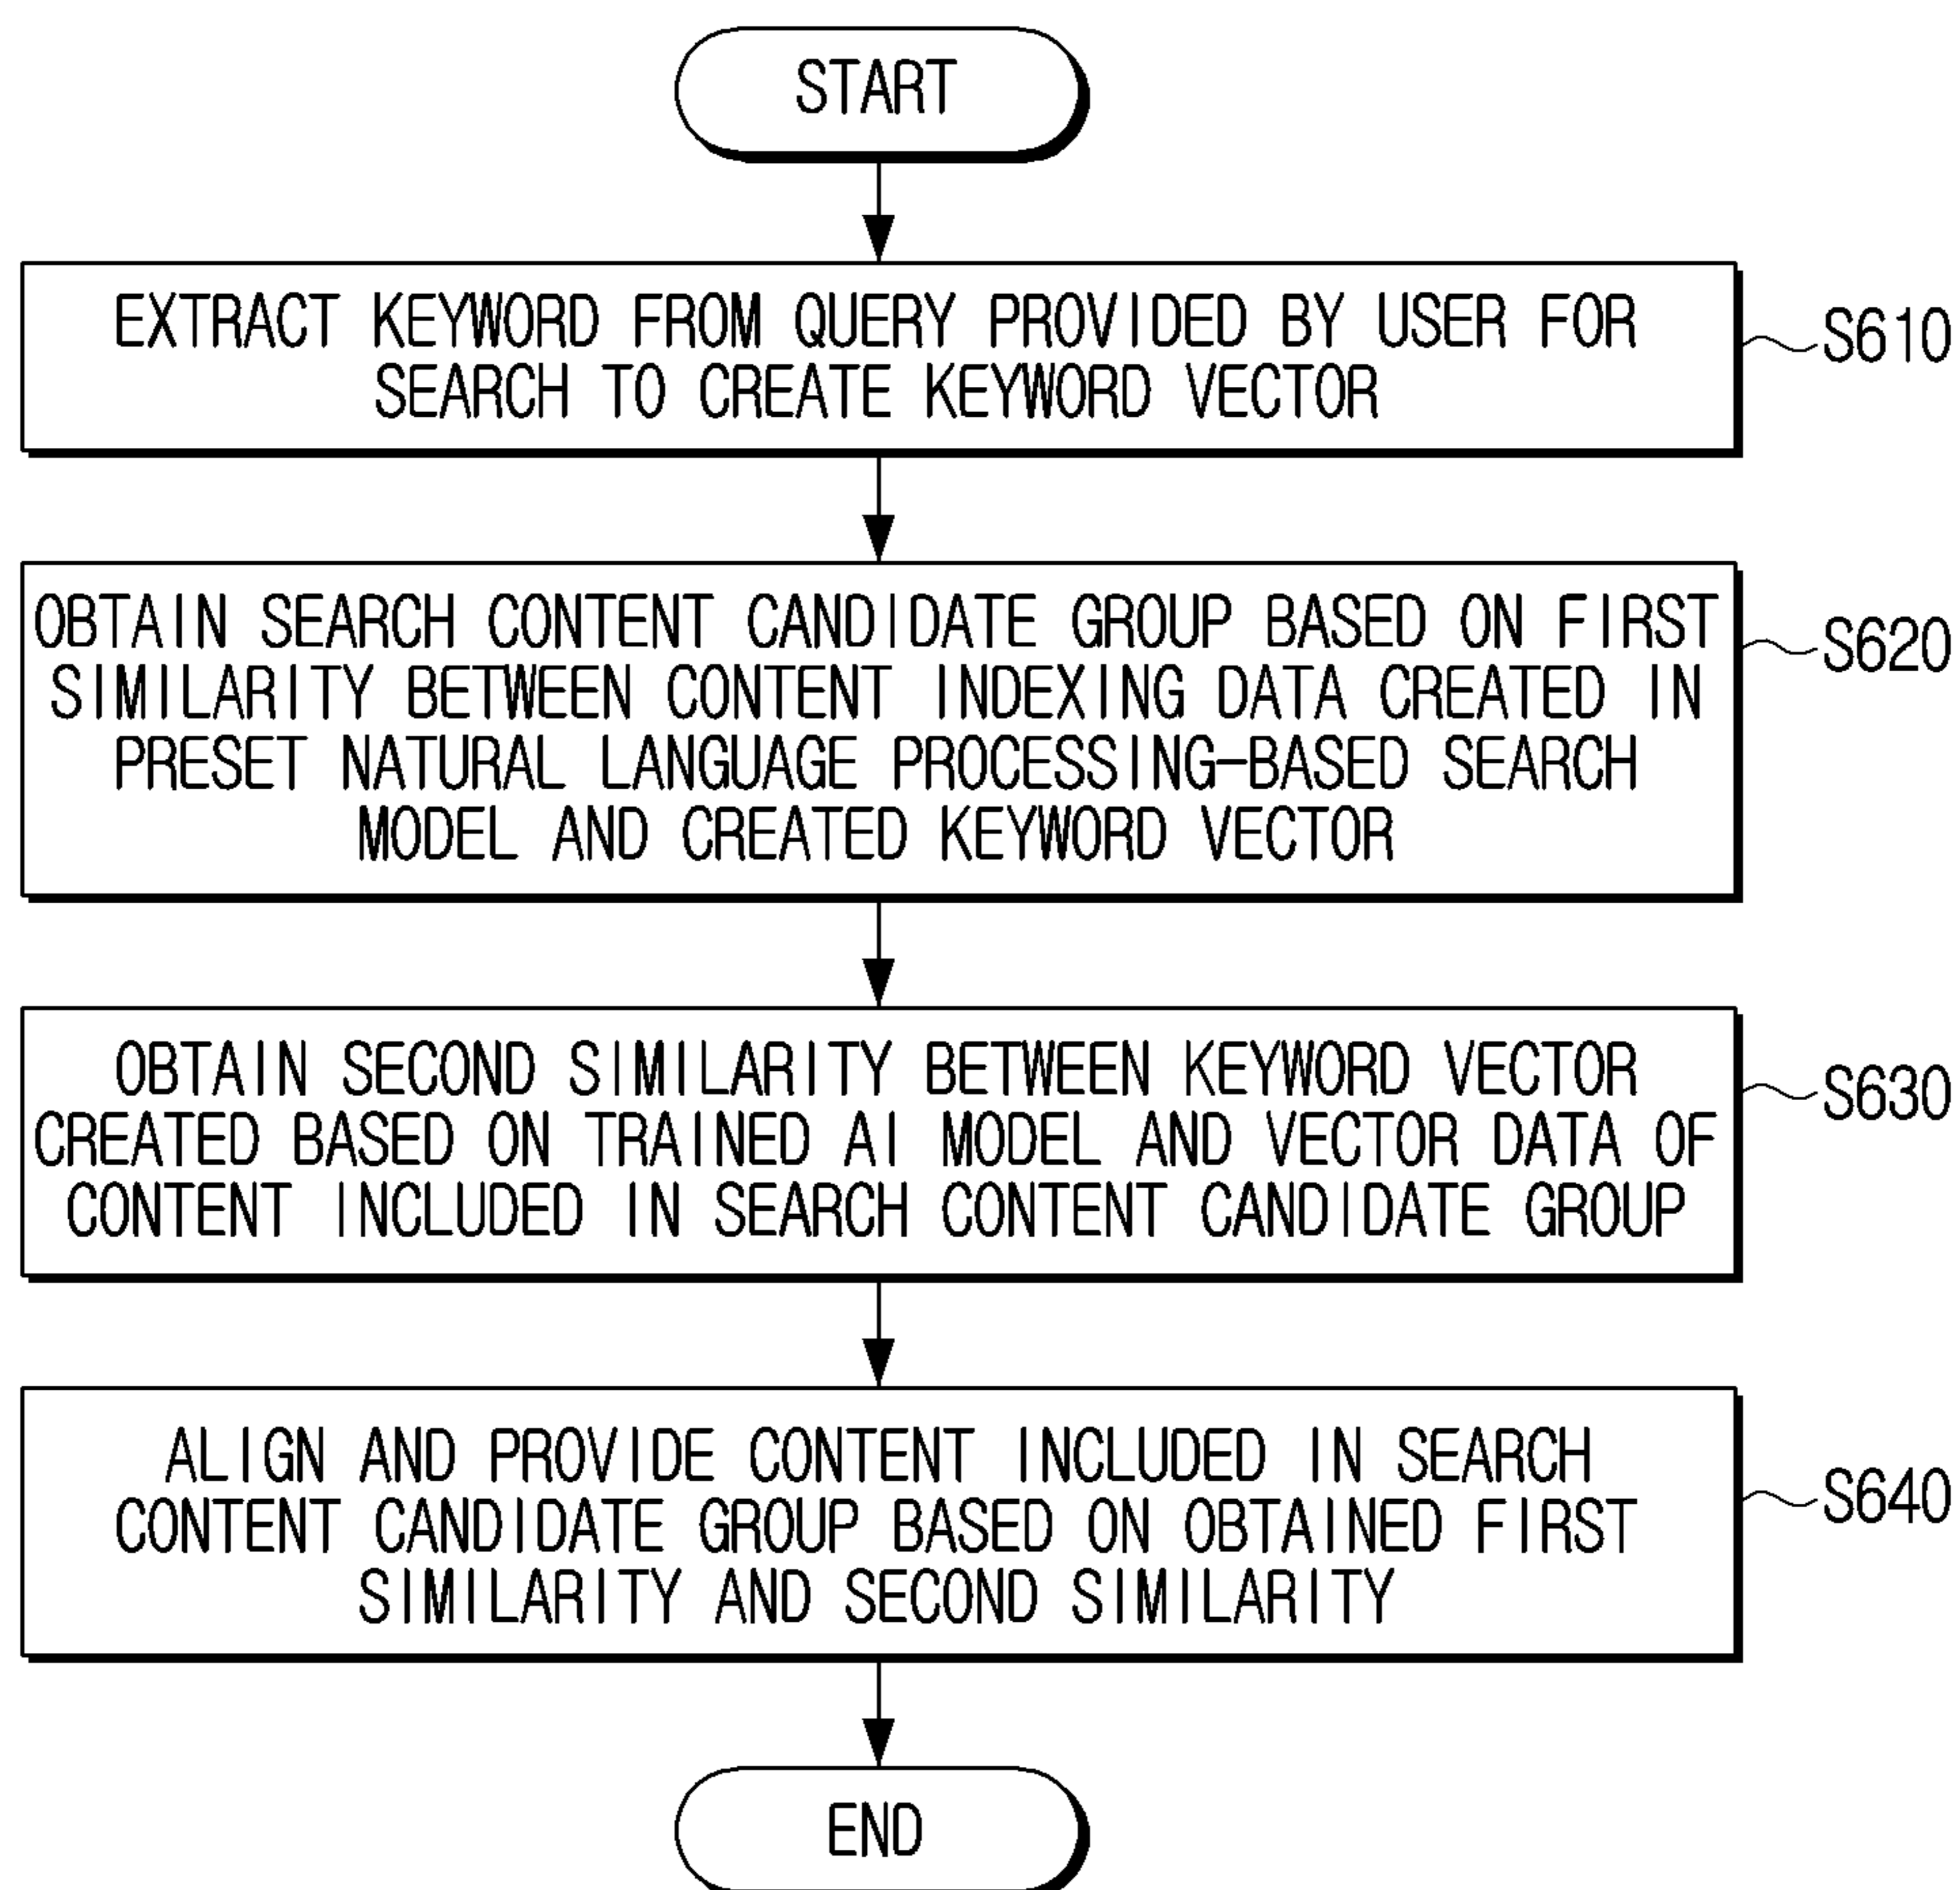 START
EXTRACT KEYWORD FROM QUERY PROVIDED BY USER FOR
SEARCH TO CREATE KEYWORD VECTOR
S610
OBTAIN SEARCH CONTENT CANDIDATE GROUP BASED ON FIRST
SIMILARITY BETWEEN CONTENT INDEXING DATA CREATED IN
PRESET NATURAL LANGUAGE PROCESSING-BASED SEARCH
MODEL AND CREATED KEYWORD VECTOR
S620
OBTAIN SECOND SIMILARITY BETWEEN KEYWORD VECTOR
CREATED BASED ON TRAINED AI MODEL AND VECTOR DATA OF
CONTENT INCLUDED IN SEARCH CONTENT CANDIDATE GROUP
S630
ALIGN AND PROVIDE CONTENT INCLUDED IN SEARCH
CONTENT CANDIDATE GROUP BASED ON OBTAINED FIRST
SIMILARITY AND SECOND SIMILARITY
S640
END